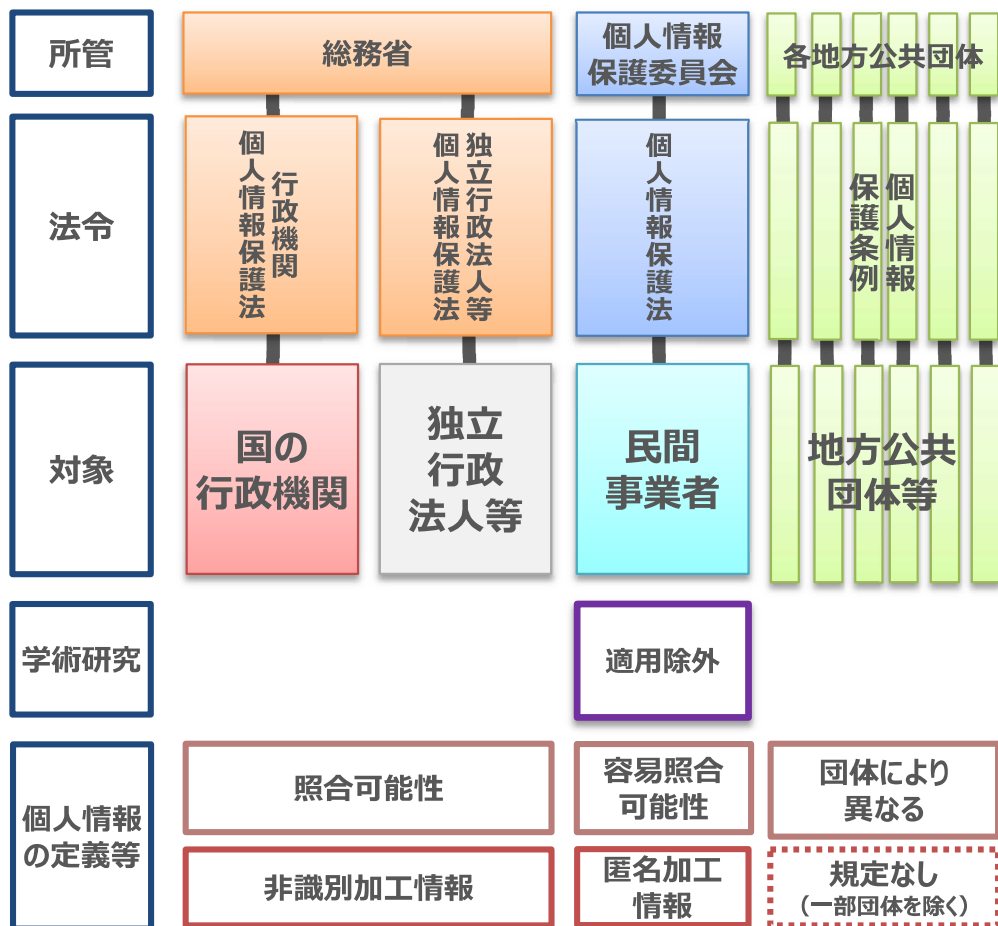 所管
総務省
個人情報
保護委員会
各地方公共団体
法令
行政機関
個人情報保護法
独立行政法人等
個人情報保護法
個人情報保護法
個人情報
保護条例
対象
国の
行政機関
独立
行政
法人等
民間
事業者
地方公共
団体等
学術研究
適用除外
個人情報
の定義等
照合可能性
容易照合
可能性
団体により
異なる
非識別加工情報
匿名加工
情報
規定なし
（一部団体を除く）